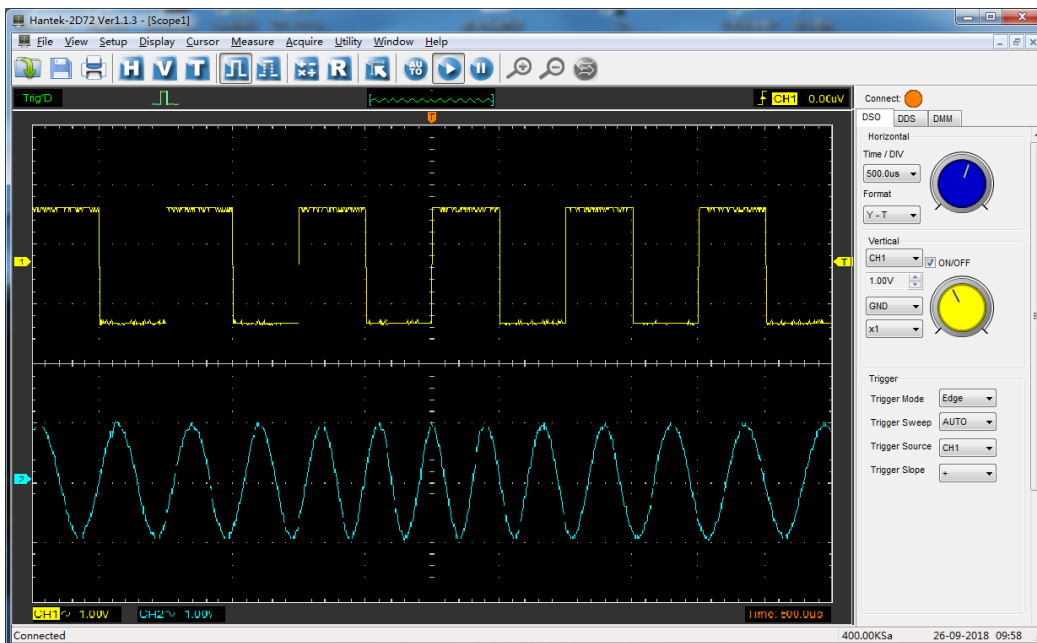 Hantek-2D72 Ver1.1.3 - [Scope1]
File View Setup Display Cursor Measure Acquire Utility Window Help
H V T R AUTO
Trig'D CH1 0.00uV
Connect:
DSO DDS DMM
T
Horizontal
Time / DIV
500.0us
Format
Y - T
Vertical
1 T CH1 ON/OFF
1.00V
GND
x1
Trigger
Trigger Mode Edge
Trigger Sweep AUTO
Trigger Source CH1
Trigger Slope +
2
CH1 1.00V CH2 1.00V Time: 500.0us
Connected 400.00KSa 26-09-2018 09:58